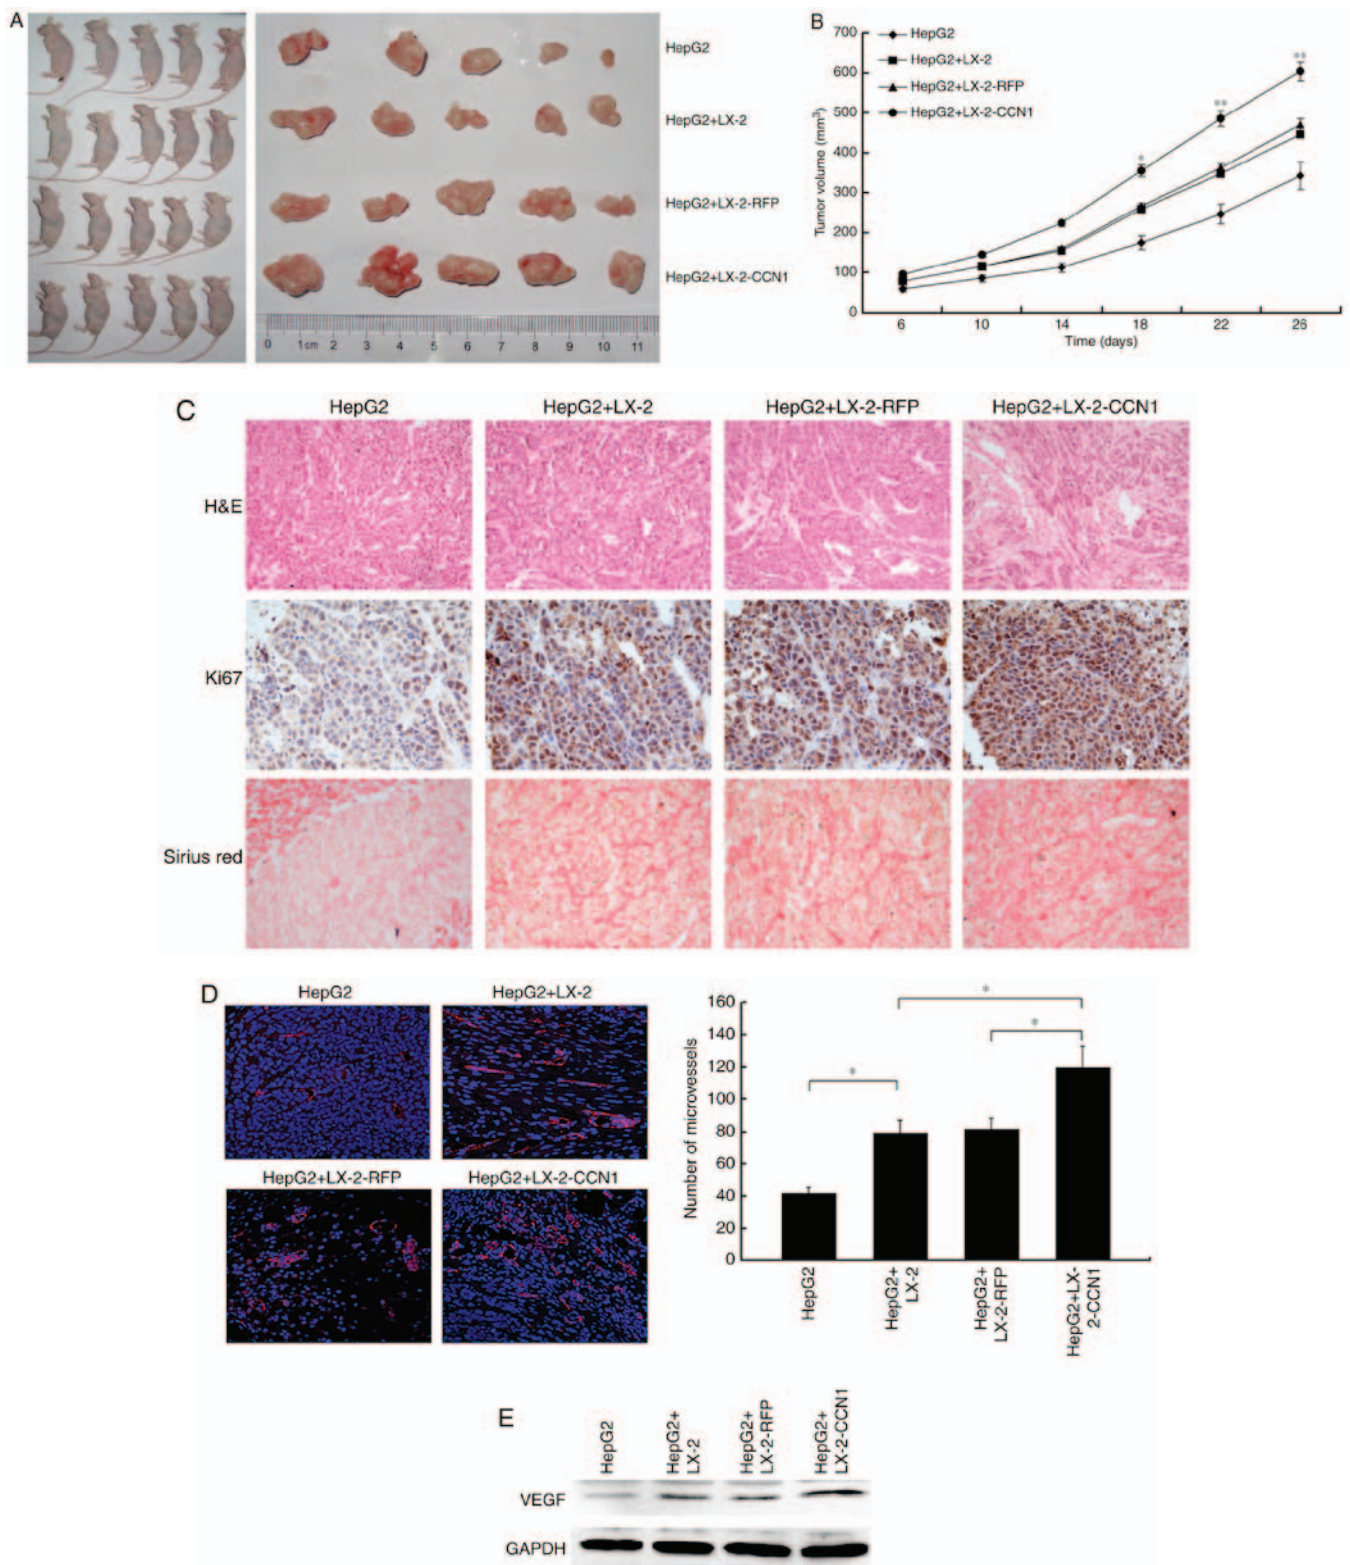 A
HepG2
HepG2+LX-2
HepG2+LX-2-RFP
HepG2+LX-2-CCN1
0 1cm 2 3 4 5 6 7 8 9 10 11
B
Tumor volume (mm³)
700
600
500
400
300
200
100
0
HepG2
HepG2+LX-2
HepG2+LX-2-RFP
HepG2+LX-2-CCN1
*
**
**
6 10 14 18 22 26
Time (days)
C
HepG2 HepG2+LX-2 HepG2+LX-2-RFP HepG2+LX-2-CCN1
H&E
Ki67
Sirius red
D
HepG2 HepG2+LX-2
HepG2+LX-2-RFP HepG2+LX-2-CCN1
Number of microvessels
160
140
120
100
80
60
40
20
0
*
*
*
HepG2
HepG2+
LX-2
HepG2+
LX-2-RFP
HepG2+LX-
2-CCN1
E
HepG2
HepG2+
LX-2
HepG2+
LX-2-RFP
HepG2+
LX-2-CCN1
VEGF
GAPDH